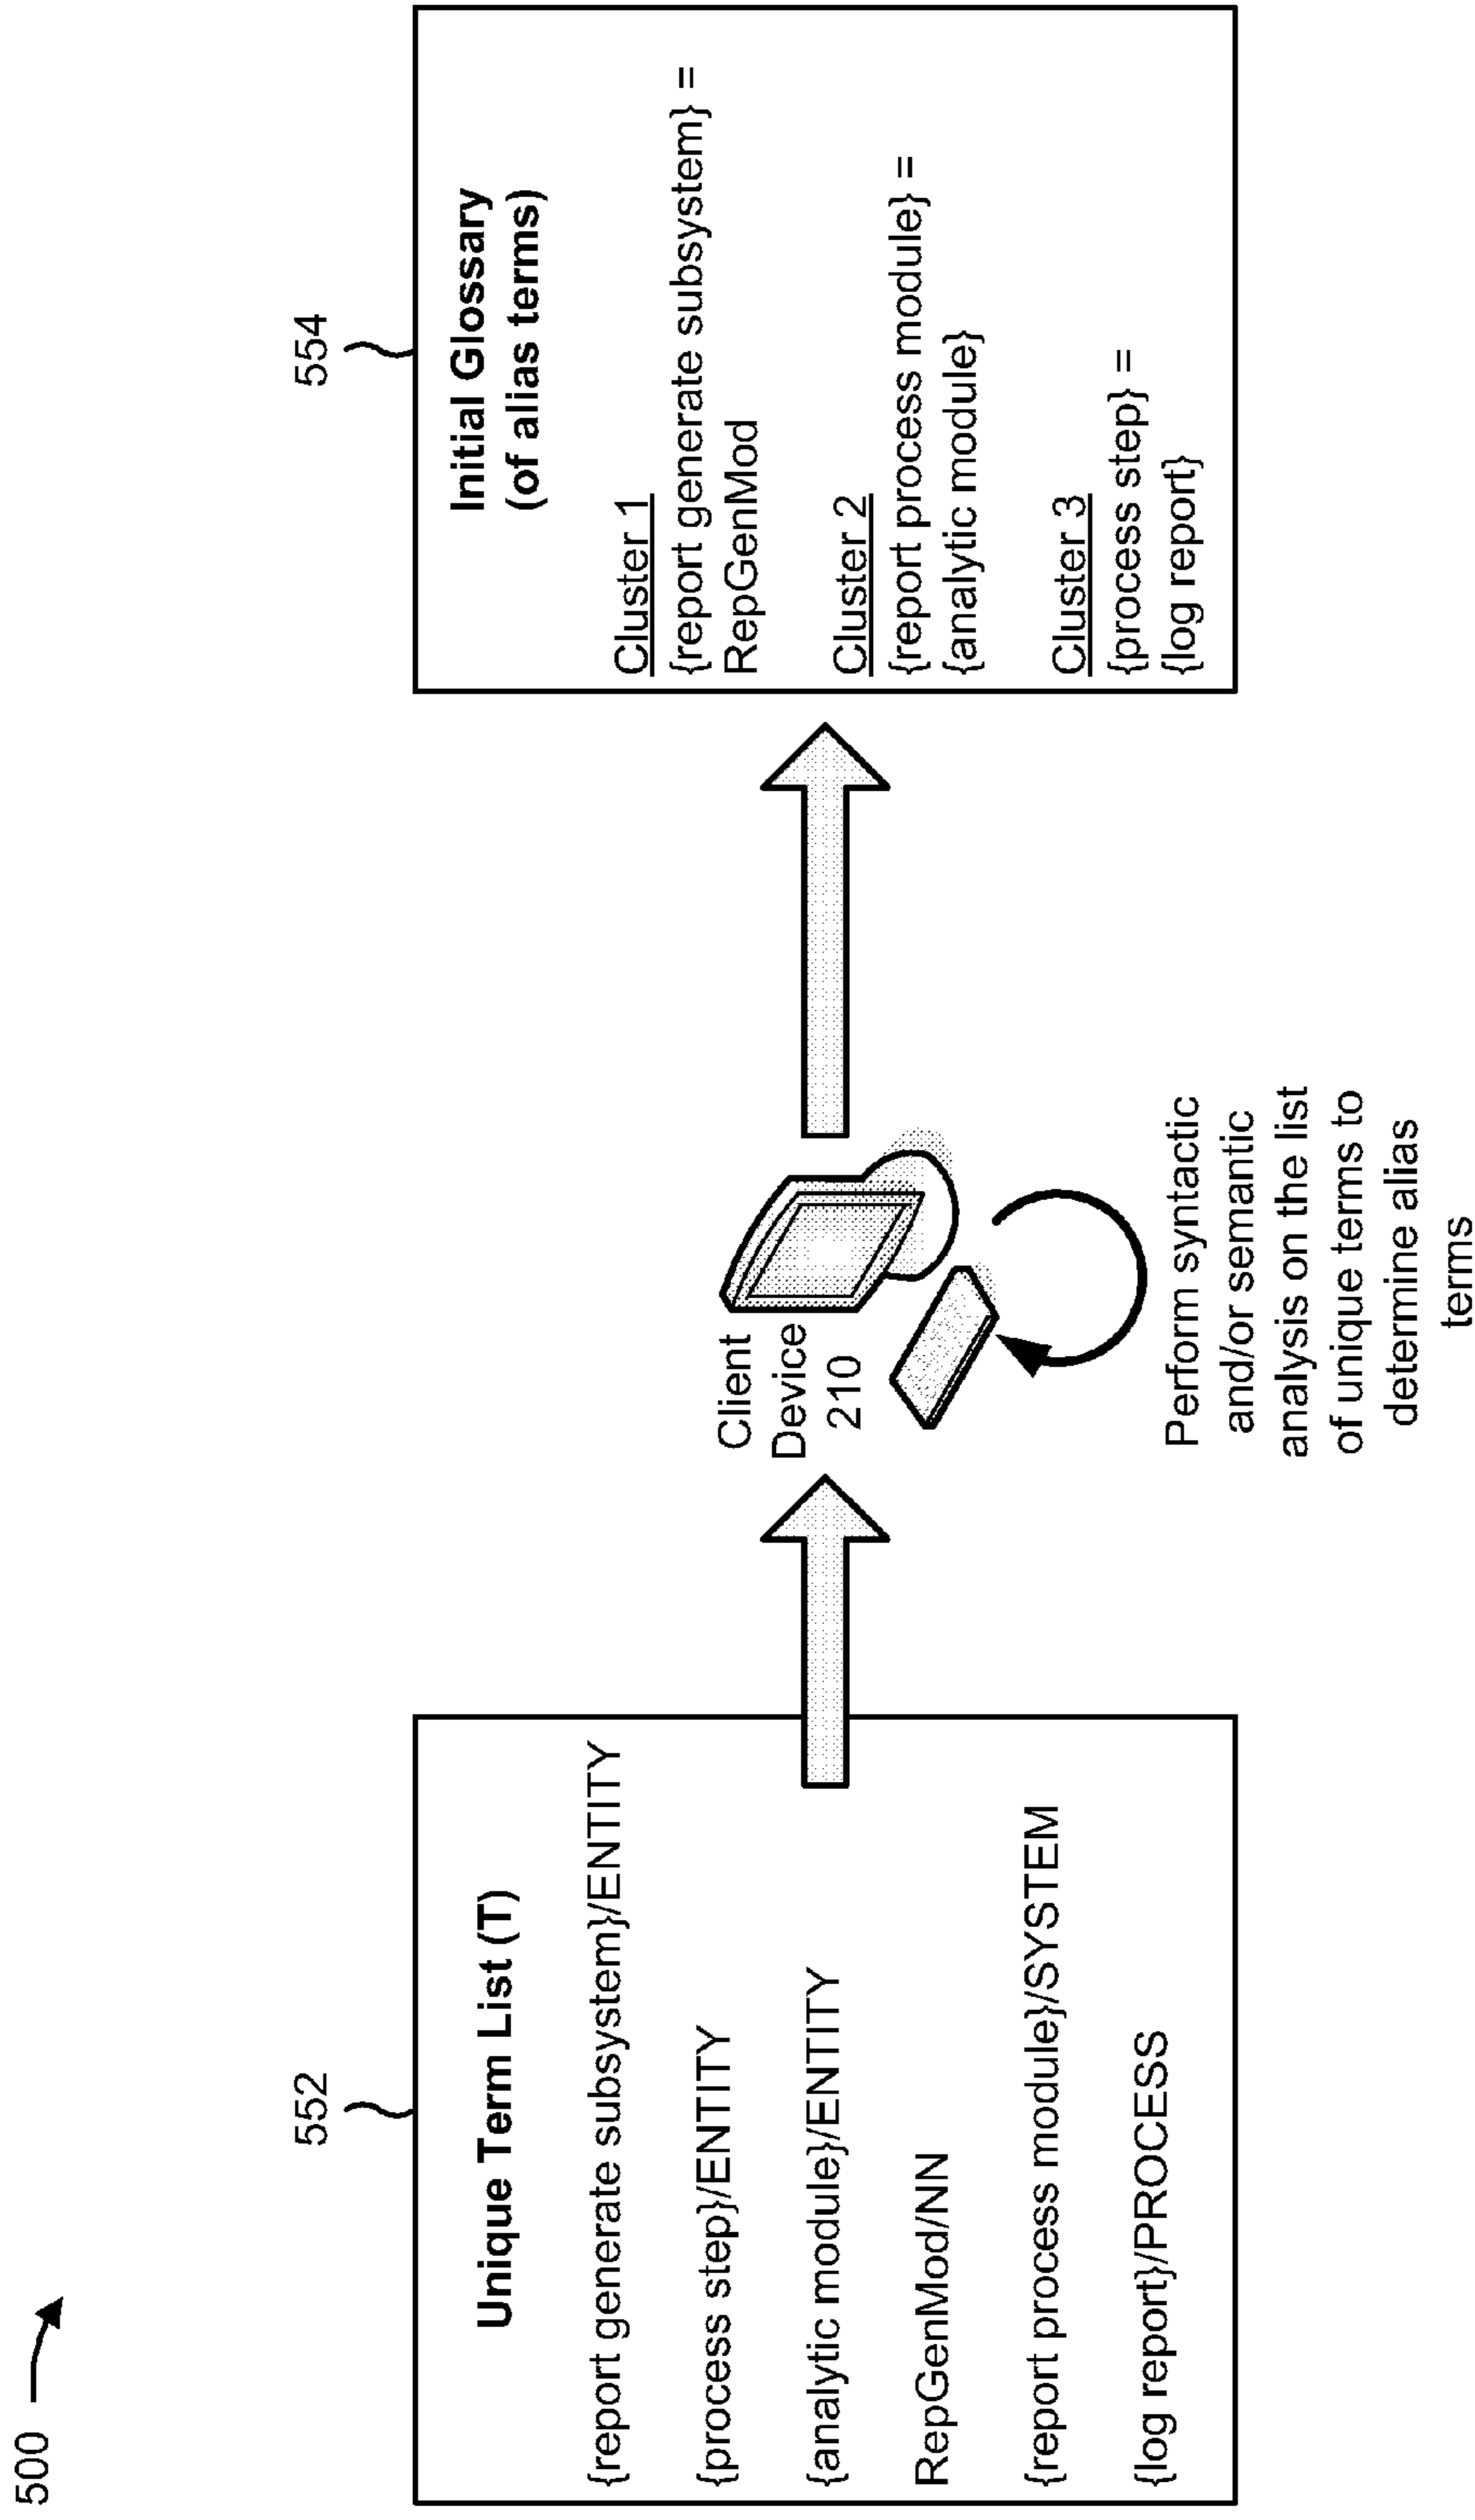 500
552
Unique Term List (T)
{report generate subsystem}/ENTITY
{process step}/ENTITY
{analytic module}/ENTITY
RepGenMod/NN
{report process module}/SYSTEM
{log report}/PROCESS
Client
Device
210
Perform syntactic
and/or semantic
analysis on the list
of unique terms to
determine alias
terms
554
Initial Glossary
(of alias terms)
Cluster 1
{report generate subsystem} =
RepGenMod
Cluster 2
{report process module} =
{analytic module}
Cluster 3
{process step} =
{log report}